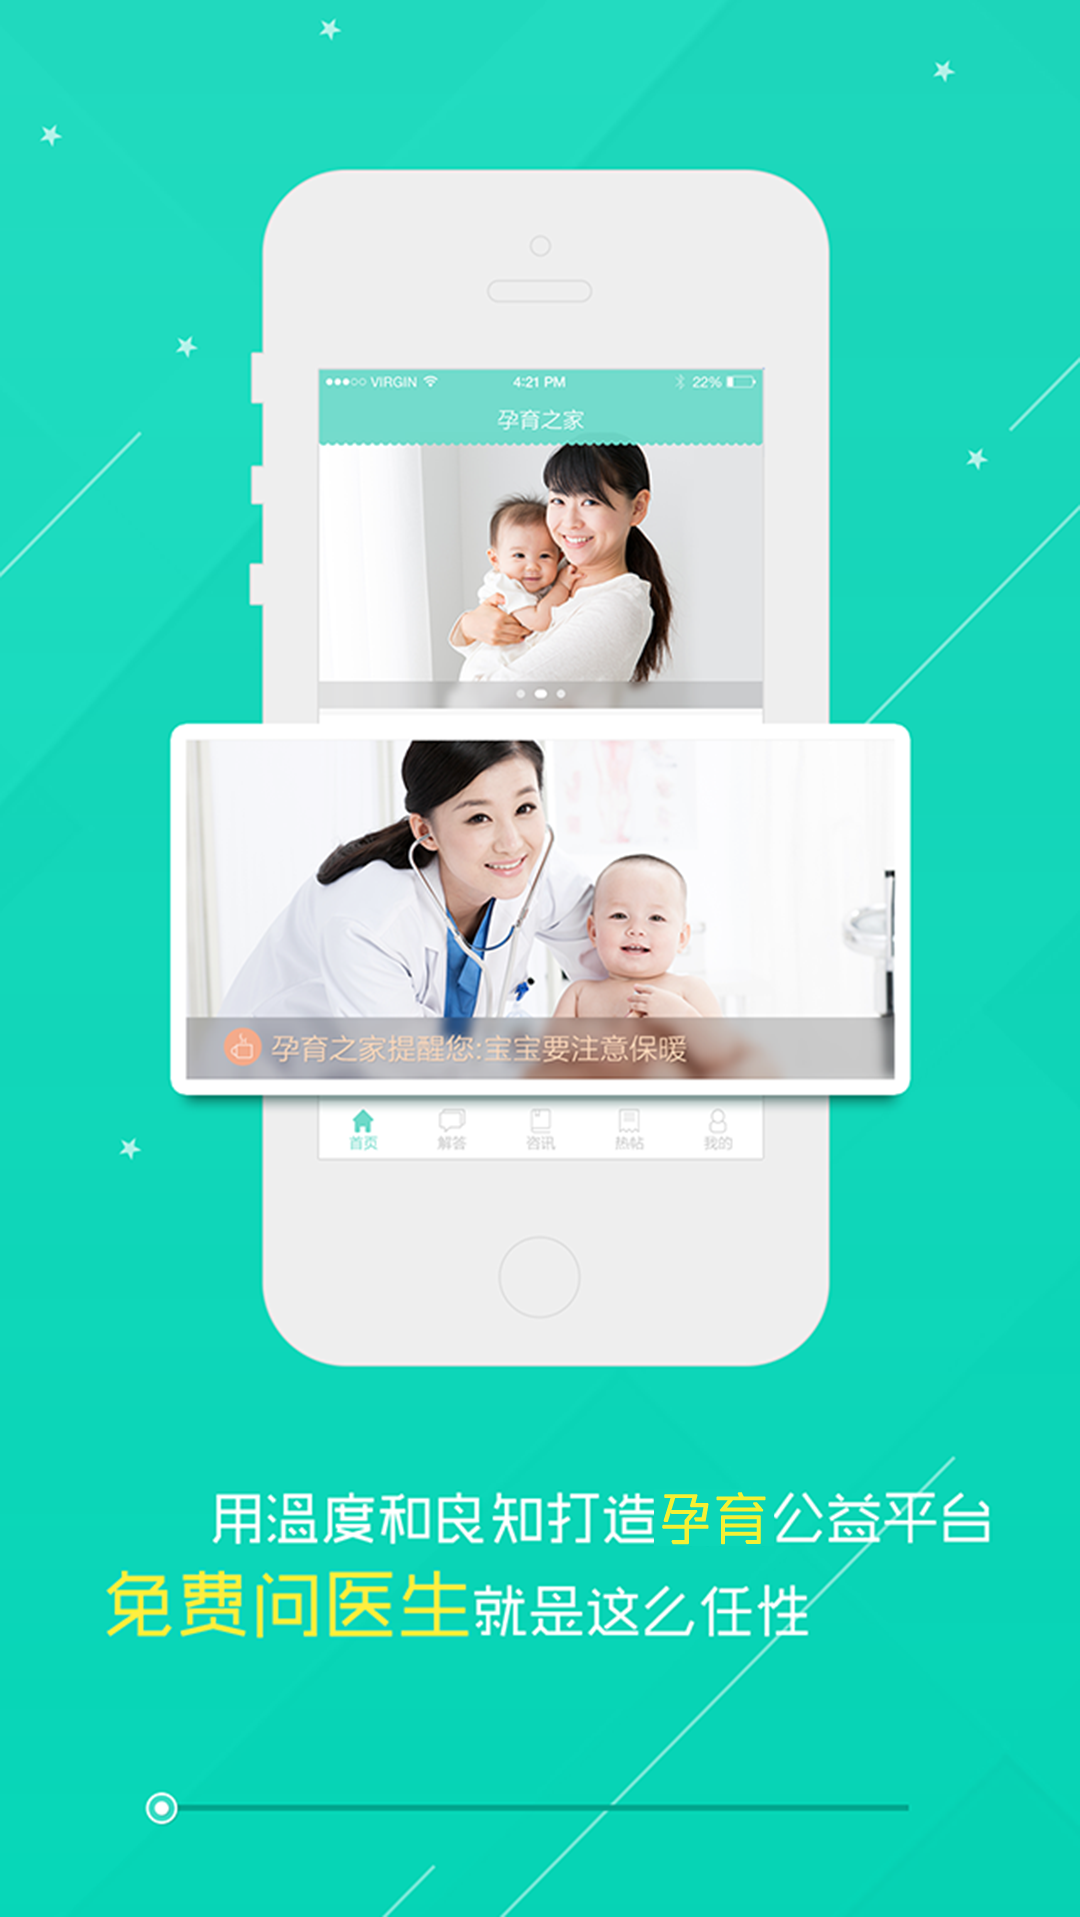 VIRGIN 4:21 PM 22%
孕育之家
孕育之家提醒您:宝宝要注意保暖
首页 解答 咨讯 热帖 我的
用温度和良知打造孕育公益平台
免费问医生就是这么任性